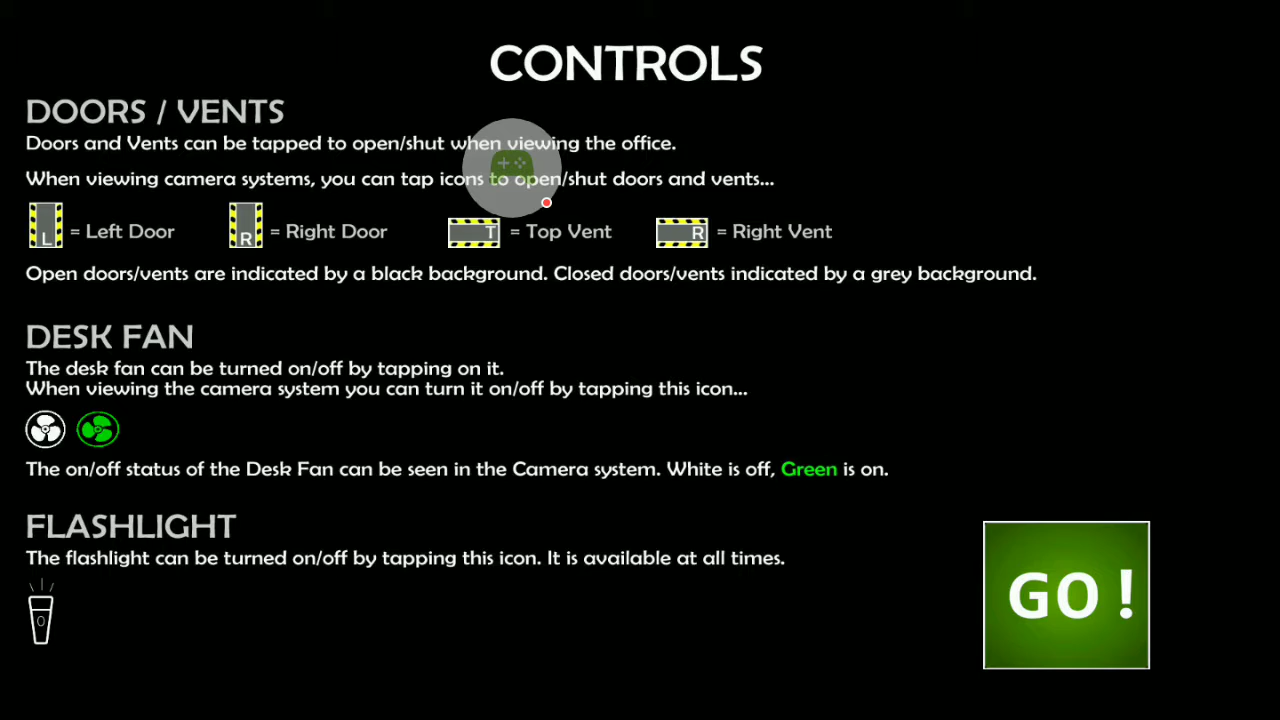 CONTROLS
DOORS / VENTS
Doors and Vents can be tapped to open/shut when viewing the office.
When viewing camera systems, you can tap icons to open/shut doors and vents...
L = Left Door R = Right Door T = Top Vent R = Right Vent
Open doors/vents are indicated by a black background. Closed doors/vents indicated by a grey background.
DESK FAN
The desk fan can be turned on/off by tapping on it.
When viewing the camera system you can turn it on/off by tapping this icon...
The on/off status of the Desk Fan can be seen in the Camera system. White is off, Green is on.
FLASHLIGHT
The flashlight can be turned on/off by tapping this icon. It is available at all times.
GO!